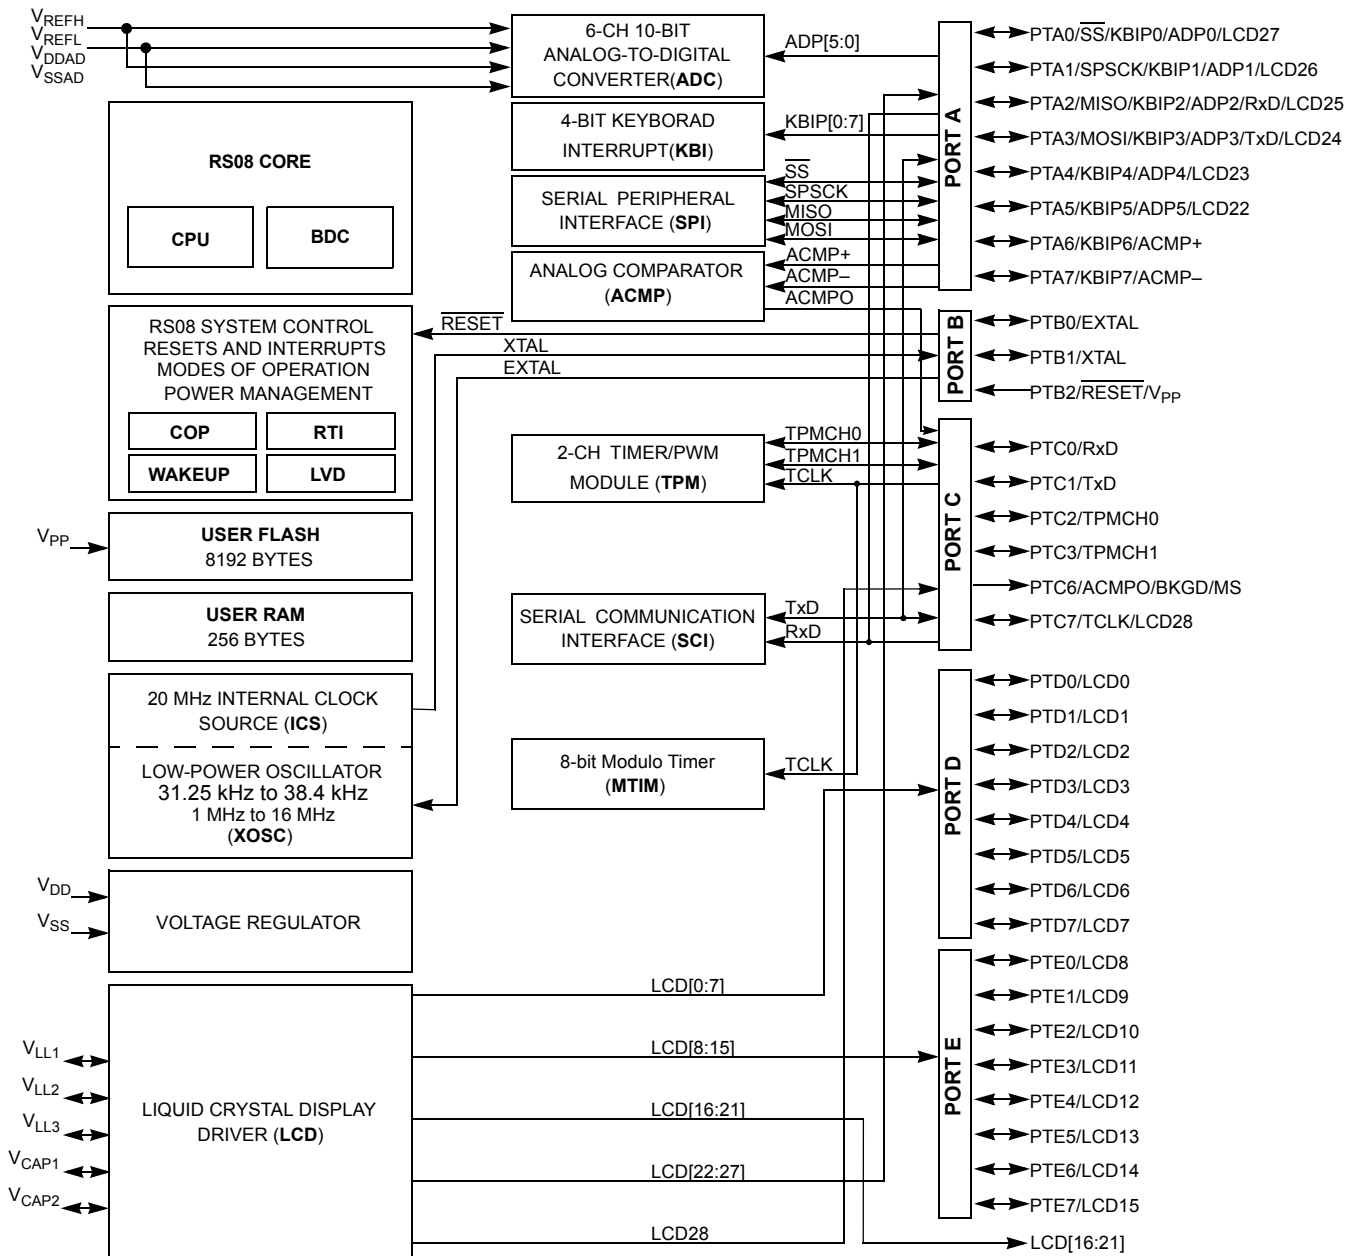 VREFH
VREFL
VDDAD
VSSAD
6-CH 10-BIT
ANALOG-TO-DIGITAL
CONVERTER(ADC)
ADP[5:0]
4-BIT KEYBORAD
INTERRUPT(KBI)
KBIP[0:7]
SERIAL PERIPHERAL
INTERFACE (SPI)
SS
SPSCK
MISO
MOSI
ANALOG COMPARATOR
(ACMP)
ACMP+
ACMP–
ACMPO
RS08 CORE
CPU
BDC
RS08 SYSTEM CONTROL
RESETS AND INTERRUPTS
MODES OF OPERATION
POWER MANAGEMENT
COP
RTI
WAKEUP
LVD
RESET
XTAL
EXTAL
2-CH TIMER/PWM
MODULE (TPM)
TPMCH0
TPMCH1
TCLK
VPP
USER FLASH
8192 BYTES
USER RAM
256 BYTES
SERIAL COMMUNICATION
INTERFACE (SCI)
TxD
RxD
20 MHz INTERNAL CLOCK
SOURCE (ICS)
LOW-POWER OSCILLATOR
31.25 kHz to 38.4 kHz
1 MHz to 16 MHz
(XOSC)
8-bit Modulo Timer
(MTIM)
TCLK
VDD
VSS
VOLTAGE REGULATOR
VLL1
VLL2
VLL3
VCAP1
VCAP2
LIQUID CRYSTAL DISPLAY
DRIVER (LCD)
LCD[0:7]
LCD[8:15]
LCD[16:21]
LCD[22:27]
LCD28
PORT A
PTA0/SS/KBIP0/ADP0/LCD27
PTA1/SPSCK/KBIP1/ADP1/LCD26
PTA2/MISO/KBIP2/ADP2/RxD/LCD25
PTA3/MOSI/KBIP3/ADP3/TxD/LCD24
PTA4/KBIP4/ADP4/LCD23
PTA5/KBIP5/ADP5/LCD22
PTA6/KBIP6/ACMP+
PTA7/KBIP7/ACMP–
PORT B
PTB0/EXTAL
PTB1/XTAL
PTB2/RESET/VPP
PORT C
PTC0/RxD
PTC1/TxD
PTC2/TPMCH0
PTC3/TPMCH1
PTC6/ACMPO/BKGD/MS
PTC7/TCLK/LCD28
PORT D
PTD0/LCD0
PTD1/LCD1
PTD2/LCD2
PTD3/LCD3
PTD4/LCD4
PTD5/LCD5
PTD6/LCD6
PTD7/LCD7
PORT E
PTE0/LCD8
PTE1/LCD9
PTE2/LCD10
PTE3/LCD11
PTE4/LCD12
PTE5/LCD13
PTE6/LCD14
PTE7/LCD15
LCD[16:21]